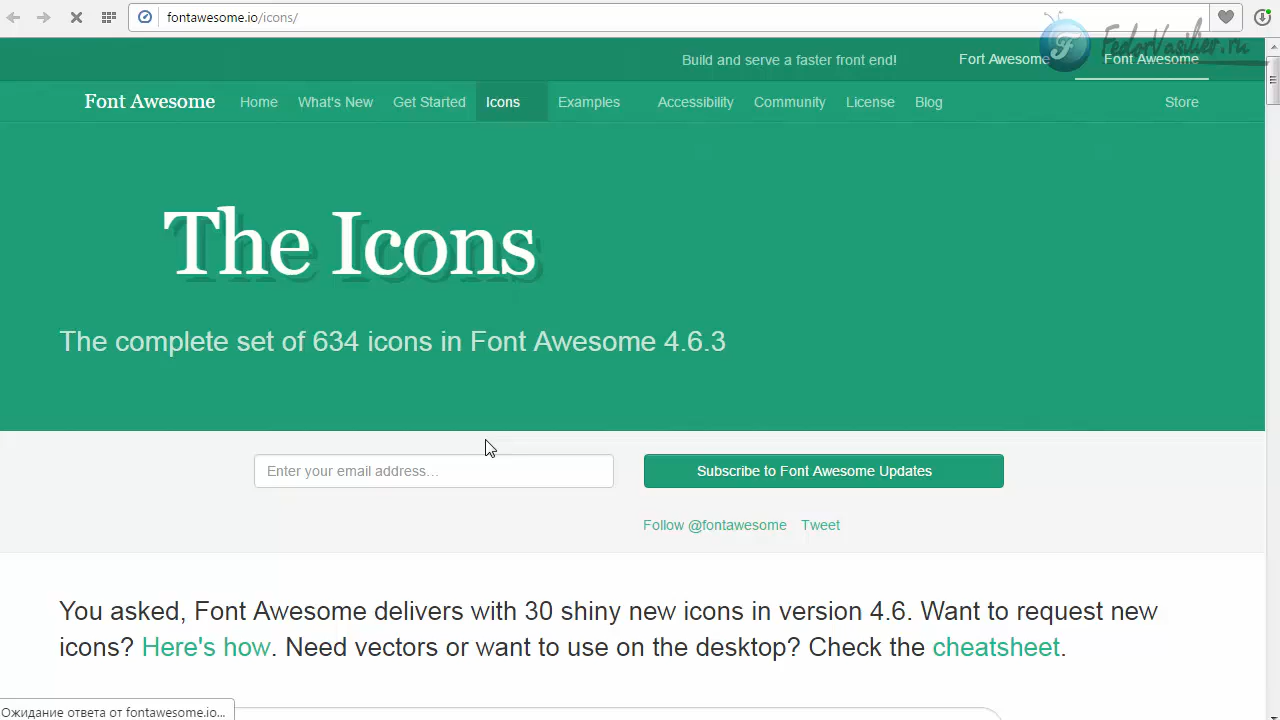 fontawesome.io/icons/
FedorVasilier.ru
Build and serve a faster front end!
Fort Awesome
Font Awesome
Font Awesome
Home
What's New
Get Started
Icons
Examples
Accessibility
Community
License
Blog
Store
The Icons
The complete set of 634 icons in Font Awesome 4.6.3
Enter your email address...
Subscribe to Font Awesome Updates
Follow @fontawesome
Tweet
You asked, Font Awesome delivers with 30 shiny new icons in version 4.6. Want to request new
icons? Here's how. Need vectors or want to use on the desktop? Check the cheatsheet.
Ожидание ответа от fontawesome.io...